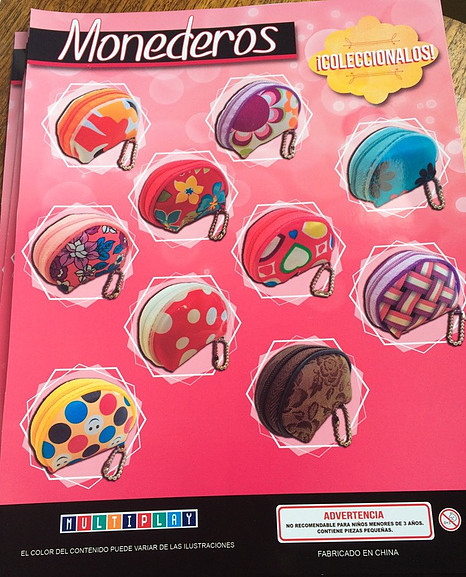 Monederos
¡COLECCIONALOS!
MULTIPLAY
EL COLOR DEL CONTENIDO PUEDE VARIAR DE LAS ILUSTRACIONES
ADVERTENCIA
NO RECOMENDABLE PARA NIÑOS MENORES DE 3 AÑOS.
CONTIENE PIEZAS PEQUEÑAS.
FABRICADO EN CHINA